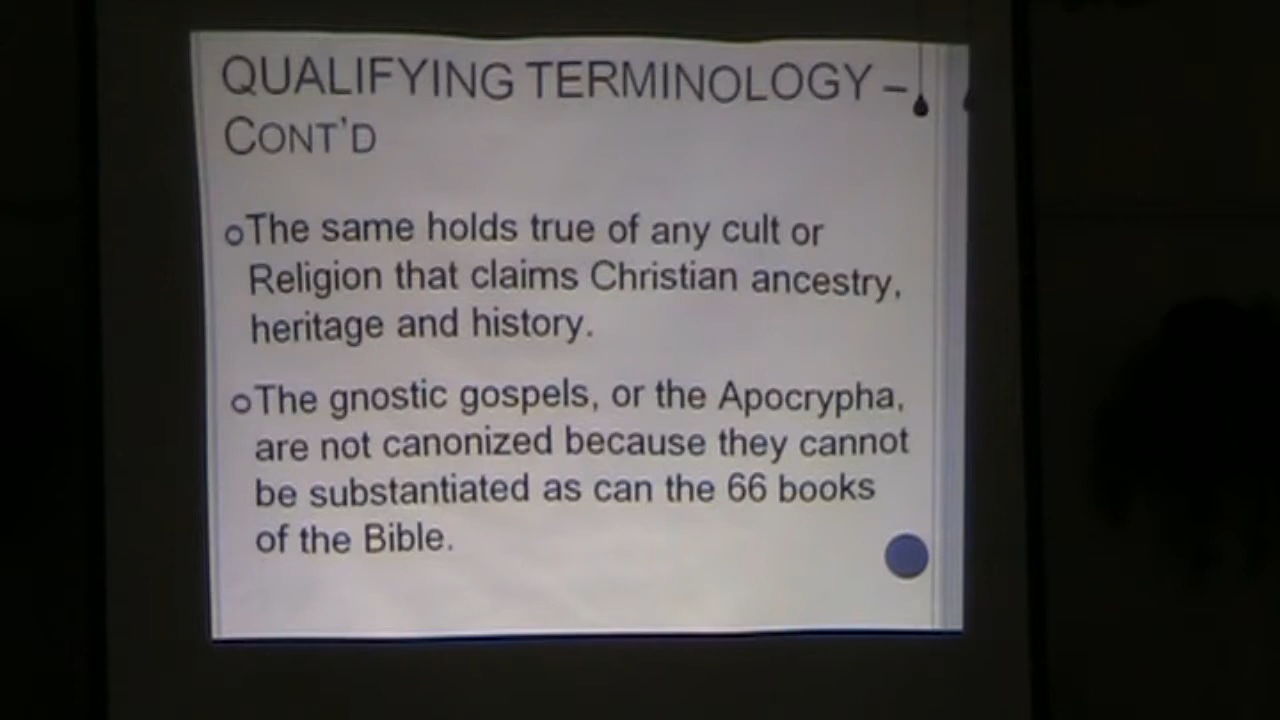 QUALIFYING TERMINOLOGY –
CONT'D
The same holds true of any cult or
Religion that claims Christian ancestry,
heritage and history.
The gnostic gospels, or the Apocrypha,
are not canonized because they cannot
be substantiated as can the 66 books
of the Bible.